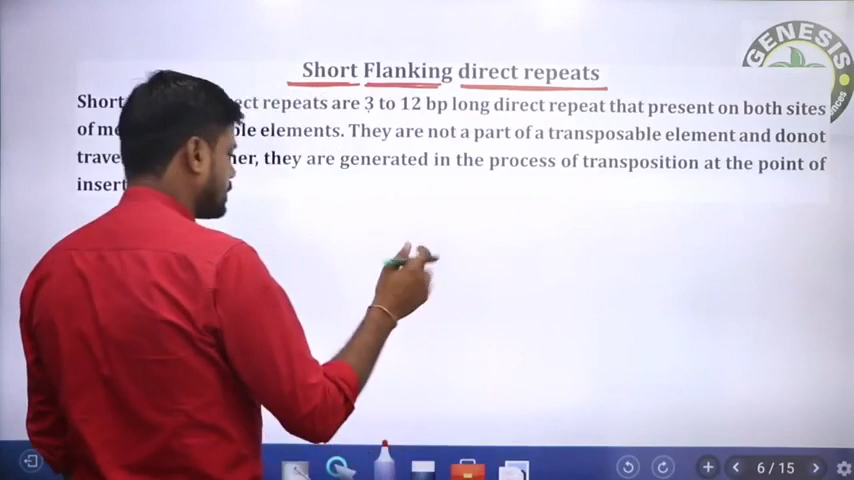 GENESIS
Short Flanking direct repeats
Short ect repeats are 3 to 12 bp long direct repeat that present on both sites
of m ble elements. They are not a part of a transposable element and donot
trave her, they are generated in the process of transposition at the point of
insert
6/15